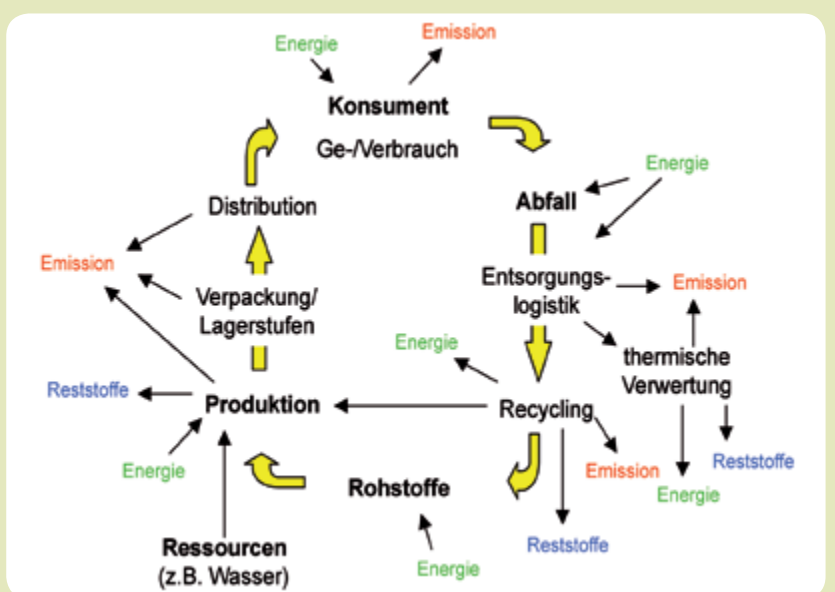 Energie
Emission
Konsument
Ge-/Verbrauch
Energie
Abfall
Distribution
Emission
Entsorgungs-
logistik
Emission
Verpackung/
Lagerstufen
Energie
thermische
Verwertung
Reststoffe
Produktion
Recycling
Energie
Rohstoffe
Emission
Reststoffe
Energie
Ressourcen
(z.B. Wasser)
Energie
Reststoffe